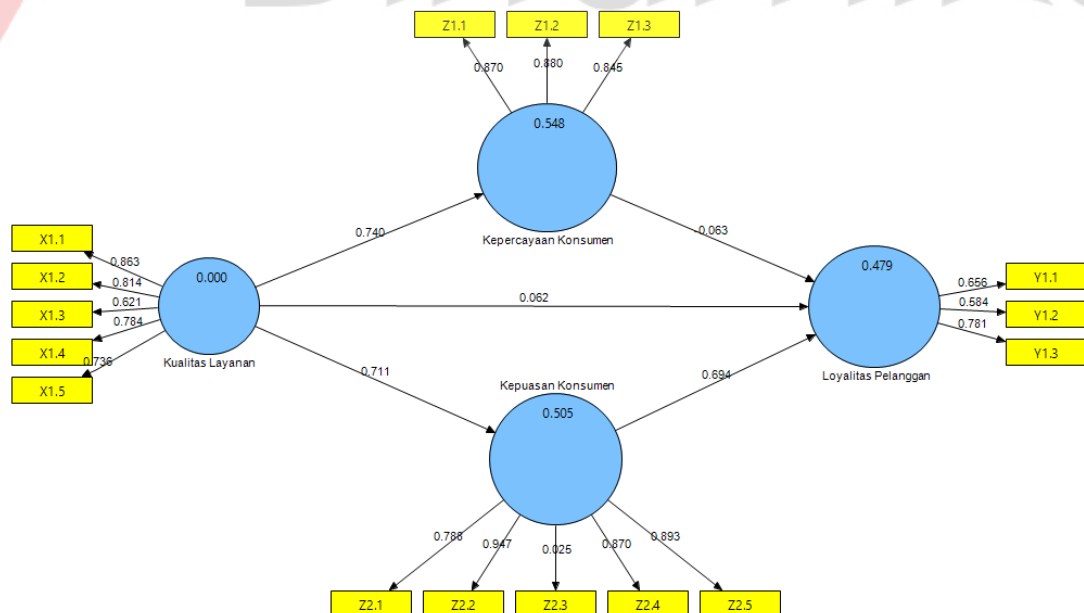 Z1.1 Z1.2 Z1.3
0.870 0.880 0.845
0.548
Kepercayaan Konsumen
0.740
-0.063
X1.1
X1.2
X1.3
X1.4
X1.5
0.863
0.814
0.621
0.784
0.736
0.000
Kualitas Layanan
0.062
0.479
Loyalitas Pelanggan
0.656
0.584
0.781
Y1.1
Y1.2
Y1.3
0.711
0.694
Kepuasan Konsumen
0.505
0.788 0.947 0.025 0.870 0.893
Z2.1 Z2.2 Z2.3 Z2.4 Z2.5